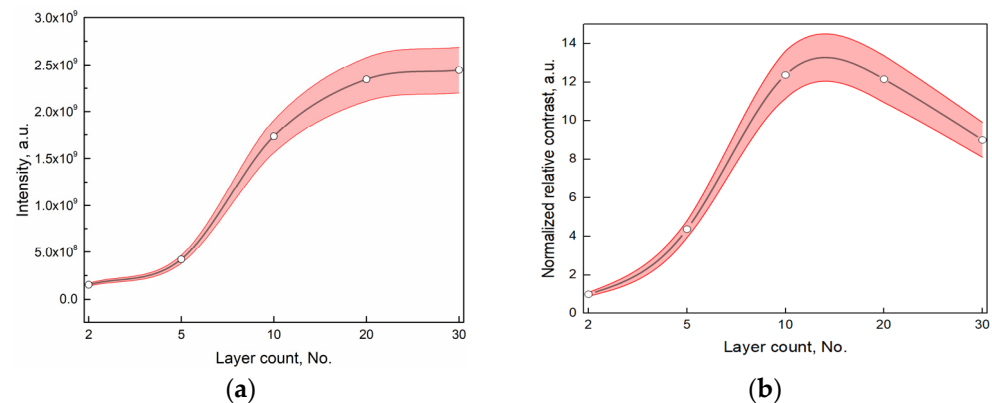 3.0x10⁹
2.5x10⁹
2.0x10⁹
1.5x10⁹
1.0x10⁹
5.0x10⁸
0.0
Intensity, a.u.
2 5 10 20 30
Layer count, No.
(a)
14
12
10
8
6
4
2
0
Normalized relative contrast, a.u.
2 5 10 20 30
Layer count, No.
(b)